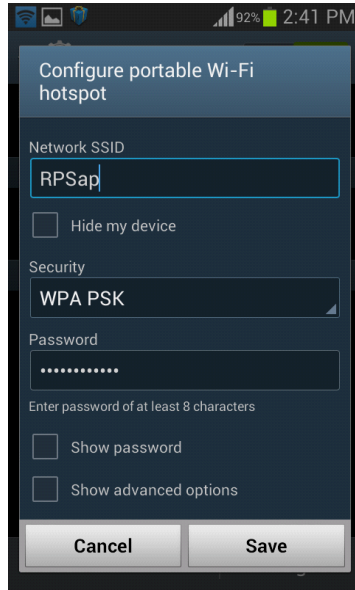 92% 2:41 PM
Configure portable Wi-Fi
hotspot
Network SSID
RPSap
Hide my device
Security
WPA PSK
Password
••••••••••••
Enter password of at least 8 characters
Show password
Show advanced options
Cancel Save